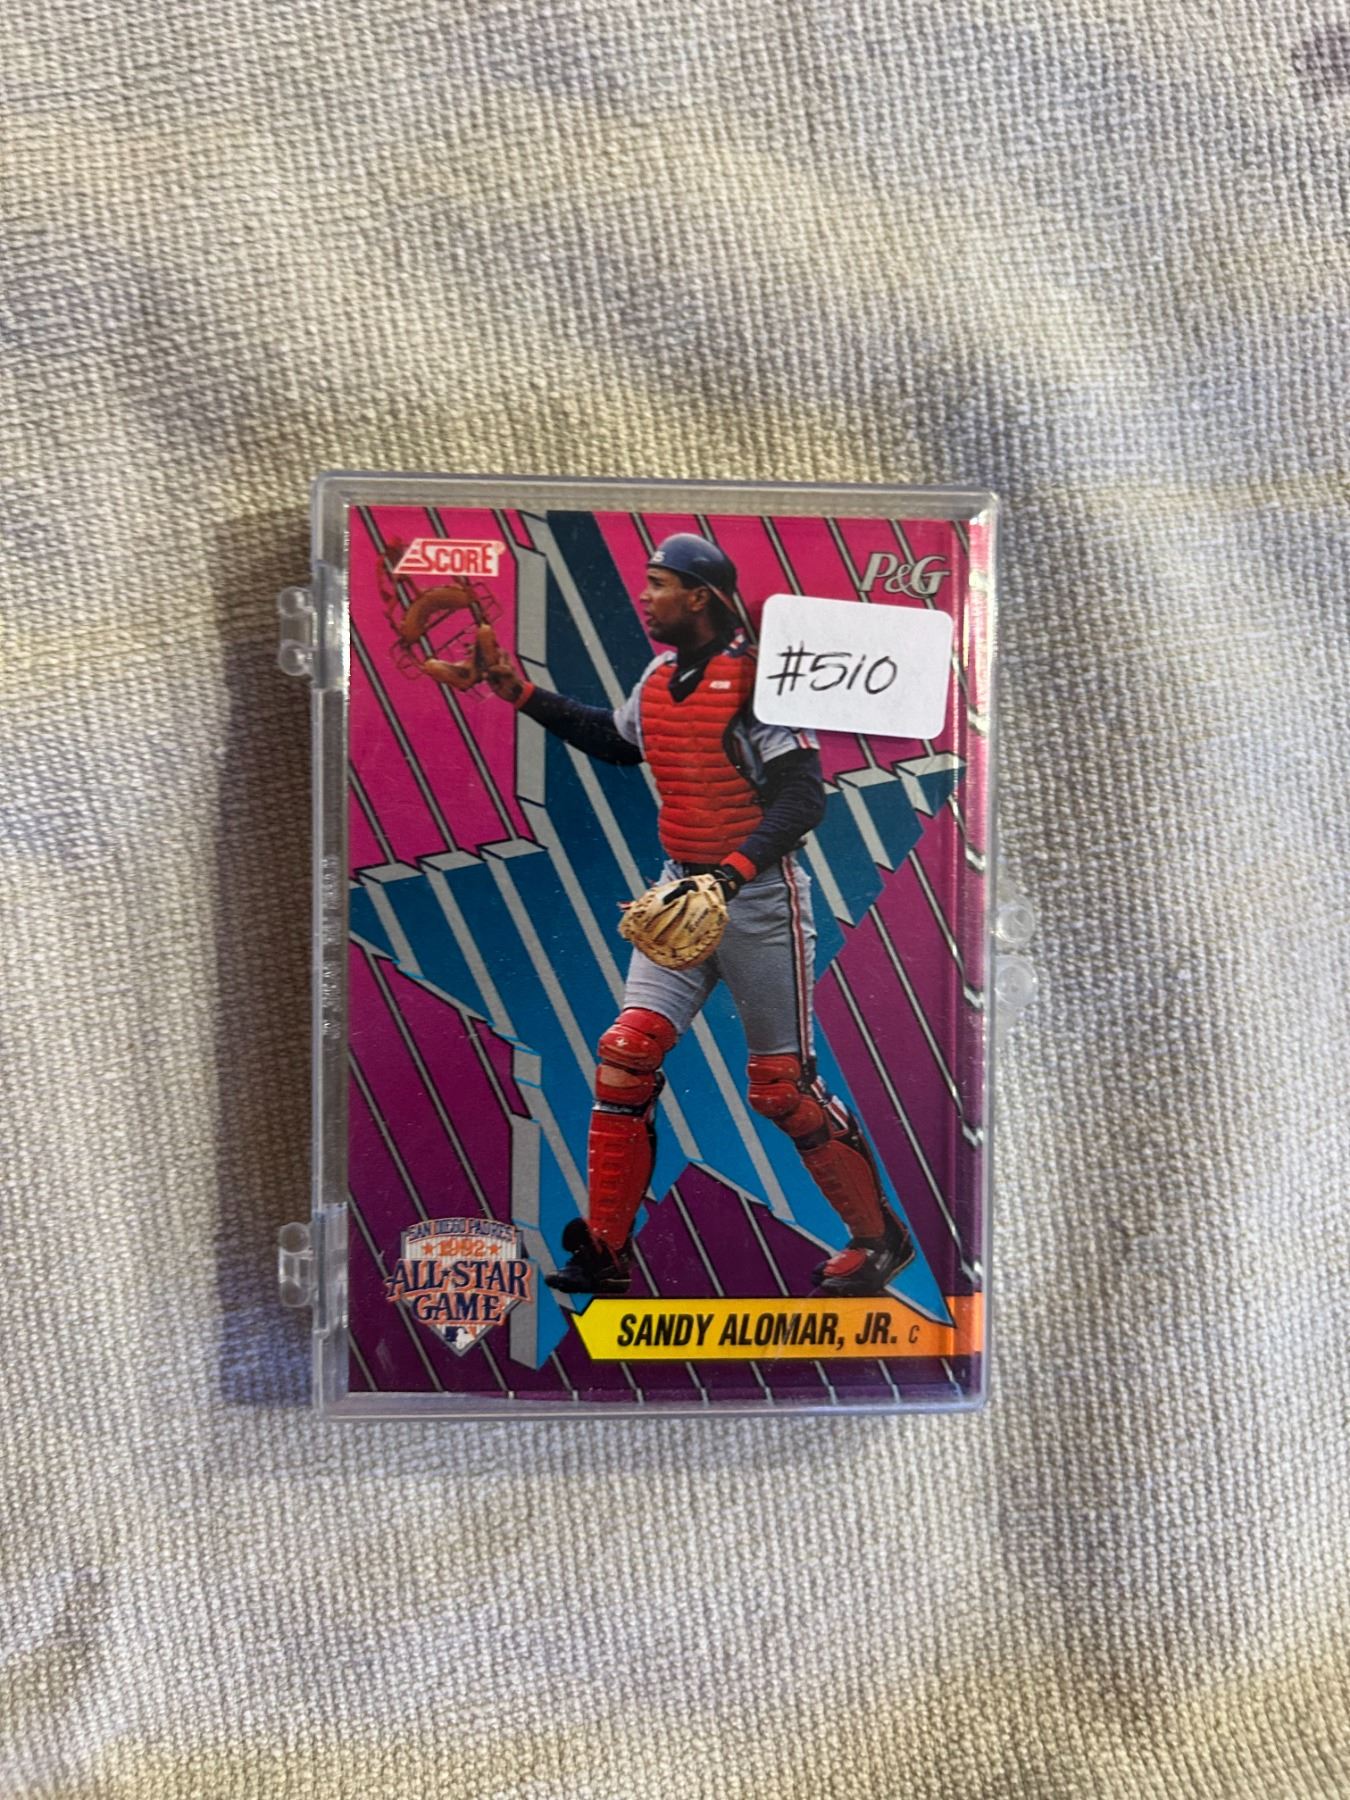 SCORE
P&G
#510
SAN DIEGO PADRES
1992
ALL★STAR
GAME
SANDY ALOMAR, JR. C